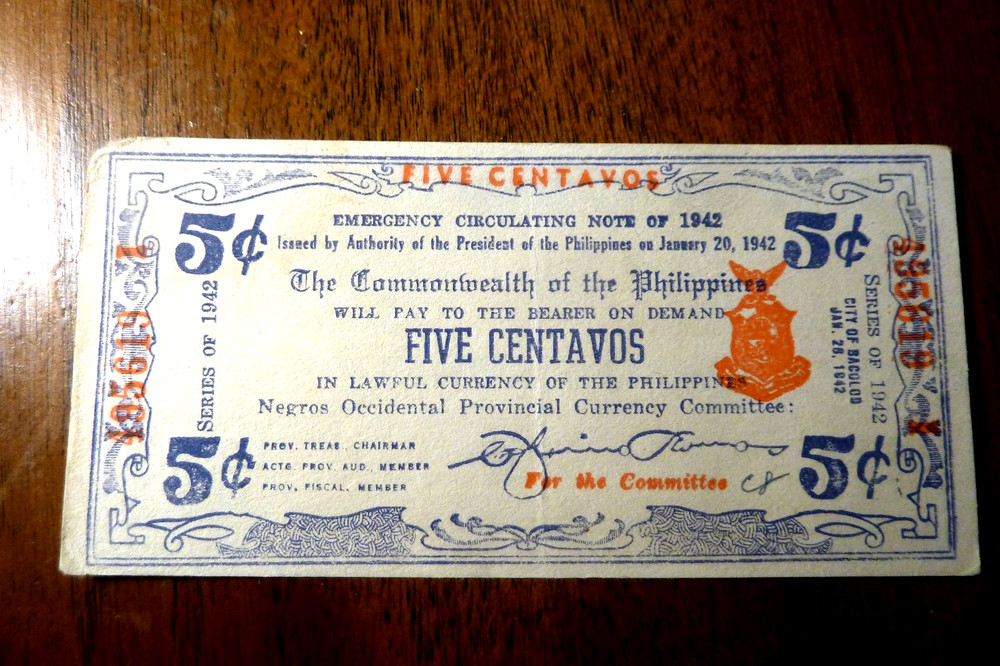 FIVE CENTAVOS
EMERGENCY CIRCULATING NOTE OF 1942
5¢ Issued by Authority of the President of the Philippines on January 20, 1942 5¢
The Commonwealth of the Philippines
WILL PAY TO THE BEARER ON DEMAND
FIVE CENTAVOS
IN LAWFUL CURRENCY OF THE PHILIPPINES
Negros Occidental Provincial Currency Committee:
SERIES OF 1942
SERIES OF 1942
CITY OF BACOLOD
JAN. 26, 1942
5¢
PROV. TREAS. CHAIRMAN
ACTG. PROV. AUD., MEMBER
PROV. FISCAL, MEMBER
For the Committee
5¢